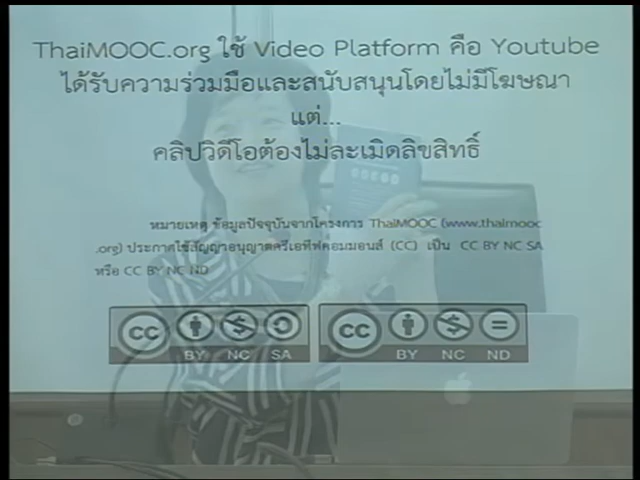 ThaiMOOC.org ใช้ Video Platform คือ Youtube
ได้รับความร่วมมือและสนับสนุนโดยไม่มีโฆษณา
แต่...
คลิปวิดีโอต้องไม่ละเมิดลิขสิทธิ์
หมายเหตุ ข้อมูลปัจจุบันจากโครงการ ThaiMOOC (www.thaimooc
.org) ประกาศใช้สัญญาอนุญาตครีเอทีฟคอมมอนส์ (CC) เป็น CC BY NC SA
หรือ CC BY NC ND
cc BY NC SA
cc BY NC ND